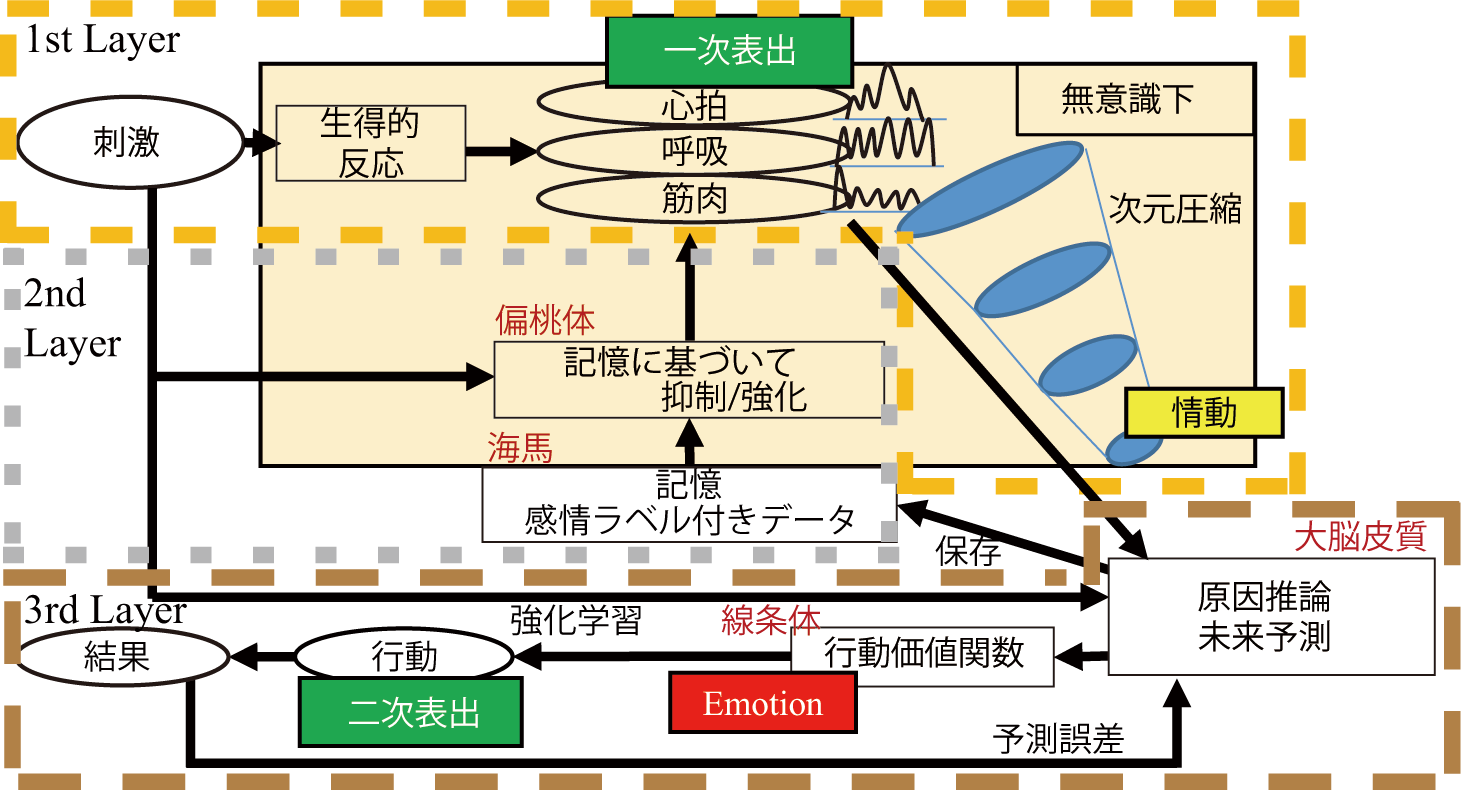 1st Layer
一次表出
無意識下
刺激
生得的
反応
心拍
呼吸
筋肉
次元圧縮
2nd
Layer
偏桃体
記憶に基づいて
抑制/強化
情動
海馬
記憶
感情ラベル付きデータ
保存
大脳皮質
原因推論
未来予測
3rd Layer
結果
行動
強化学習
線条体
行動価値関数
二次表出
Emotion
予測誤差